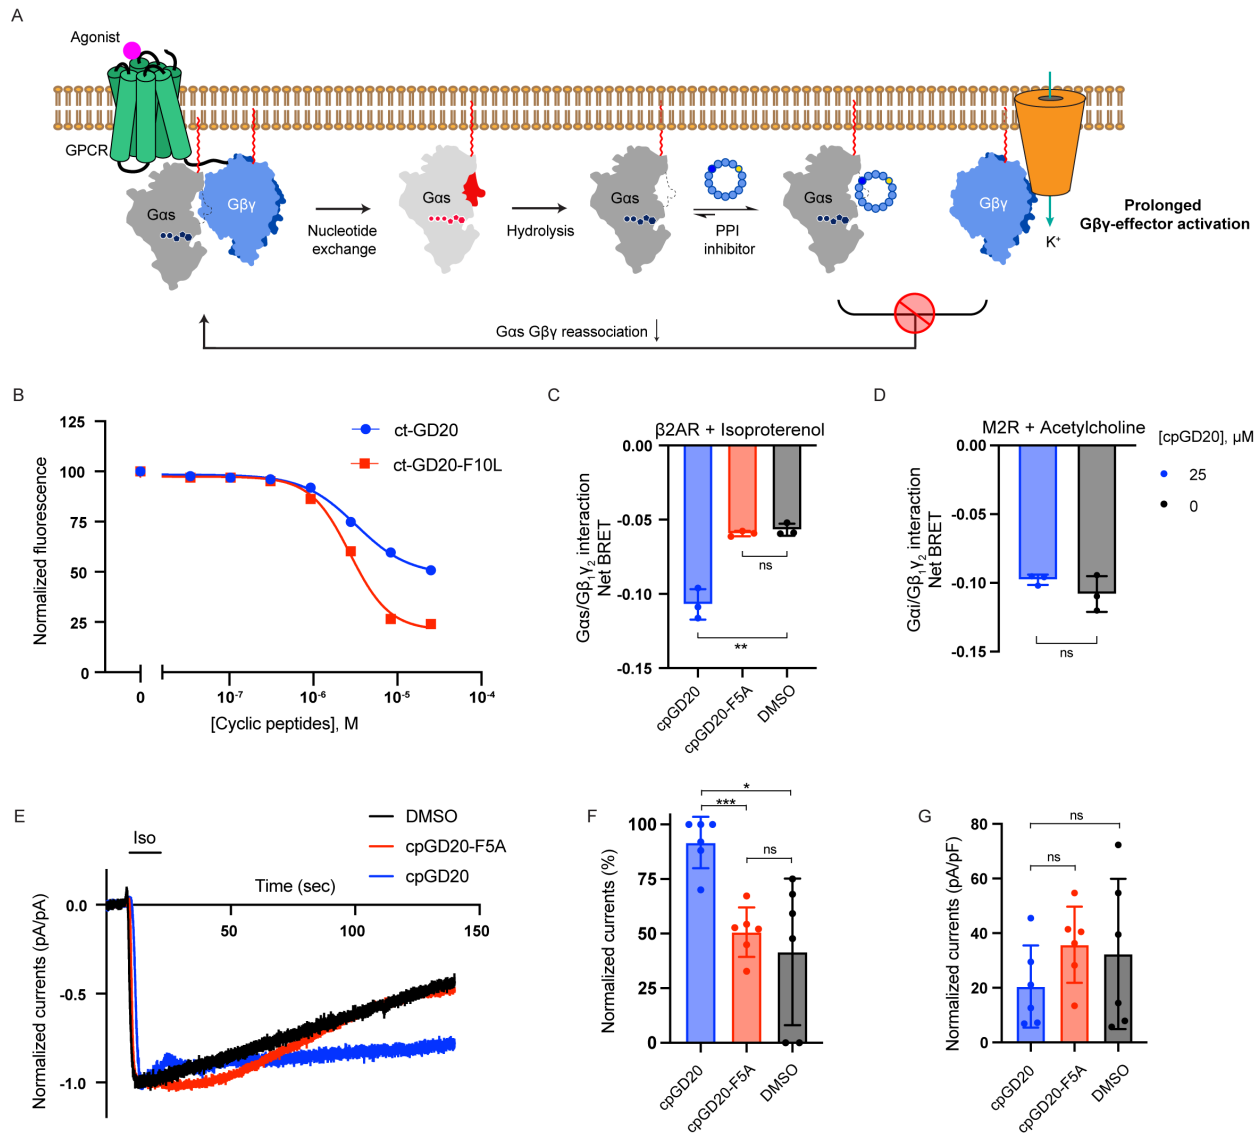 A
Agonist
GPCR
Gαs
Gβγ
Nucleotide
exchange
Gαs
Hydrolysis
Gαs
PPI
inhibitor
Gαs
Gβγ
K⁺
Prolonged
Gβγ-effector activation
Gαs Gβγ reassociation ↓
B
Normalized fluorescence
125
100
75
50
25
0
ct-GD20
ct-GD20-F10L
0
10⁻⁷
10⁻⁶
10⁻⁵
10⁻⁴
[Cyclic peptides], M
C
β2AR + Isoproterenol
Gαs/Gβ₁γ₂ interaction
Net BRET
0.00
-0.05
-0.10
-0.15
ns
**
cpGD20
cpGD20-F5A
DMSO
D
M2R + Acetylcholine
Gαi/Gβ₁γ₂ interaction
Net BRET
0.00
-0.05
-0.10
-0.15
ns
[cpGD20], µM
25
0
E
Iso
DMSO
cpGD20-F5A
cpGD20
Time (sec)
Normalized currents (pA/pA)
0.0
-0.5
-1.0
50
100
150
F
Normalized currents (%)
100
75
50
25
0
*
***
ns
cpGD20
cpGD20-F5A
DMSO
G
Normalized currents (pA/pF)
80
60
40
20
0
ns
ns
cpGD20
cpGD20-F5A
DMSO